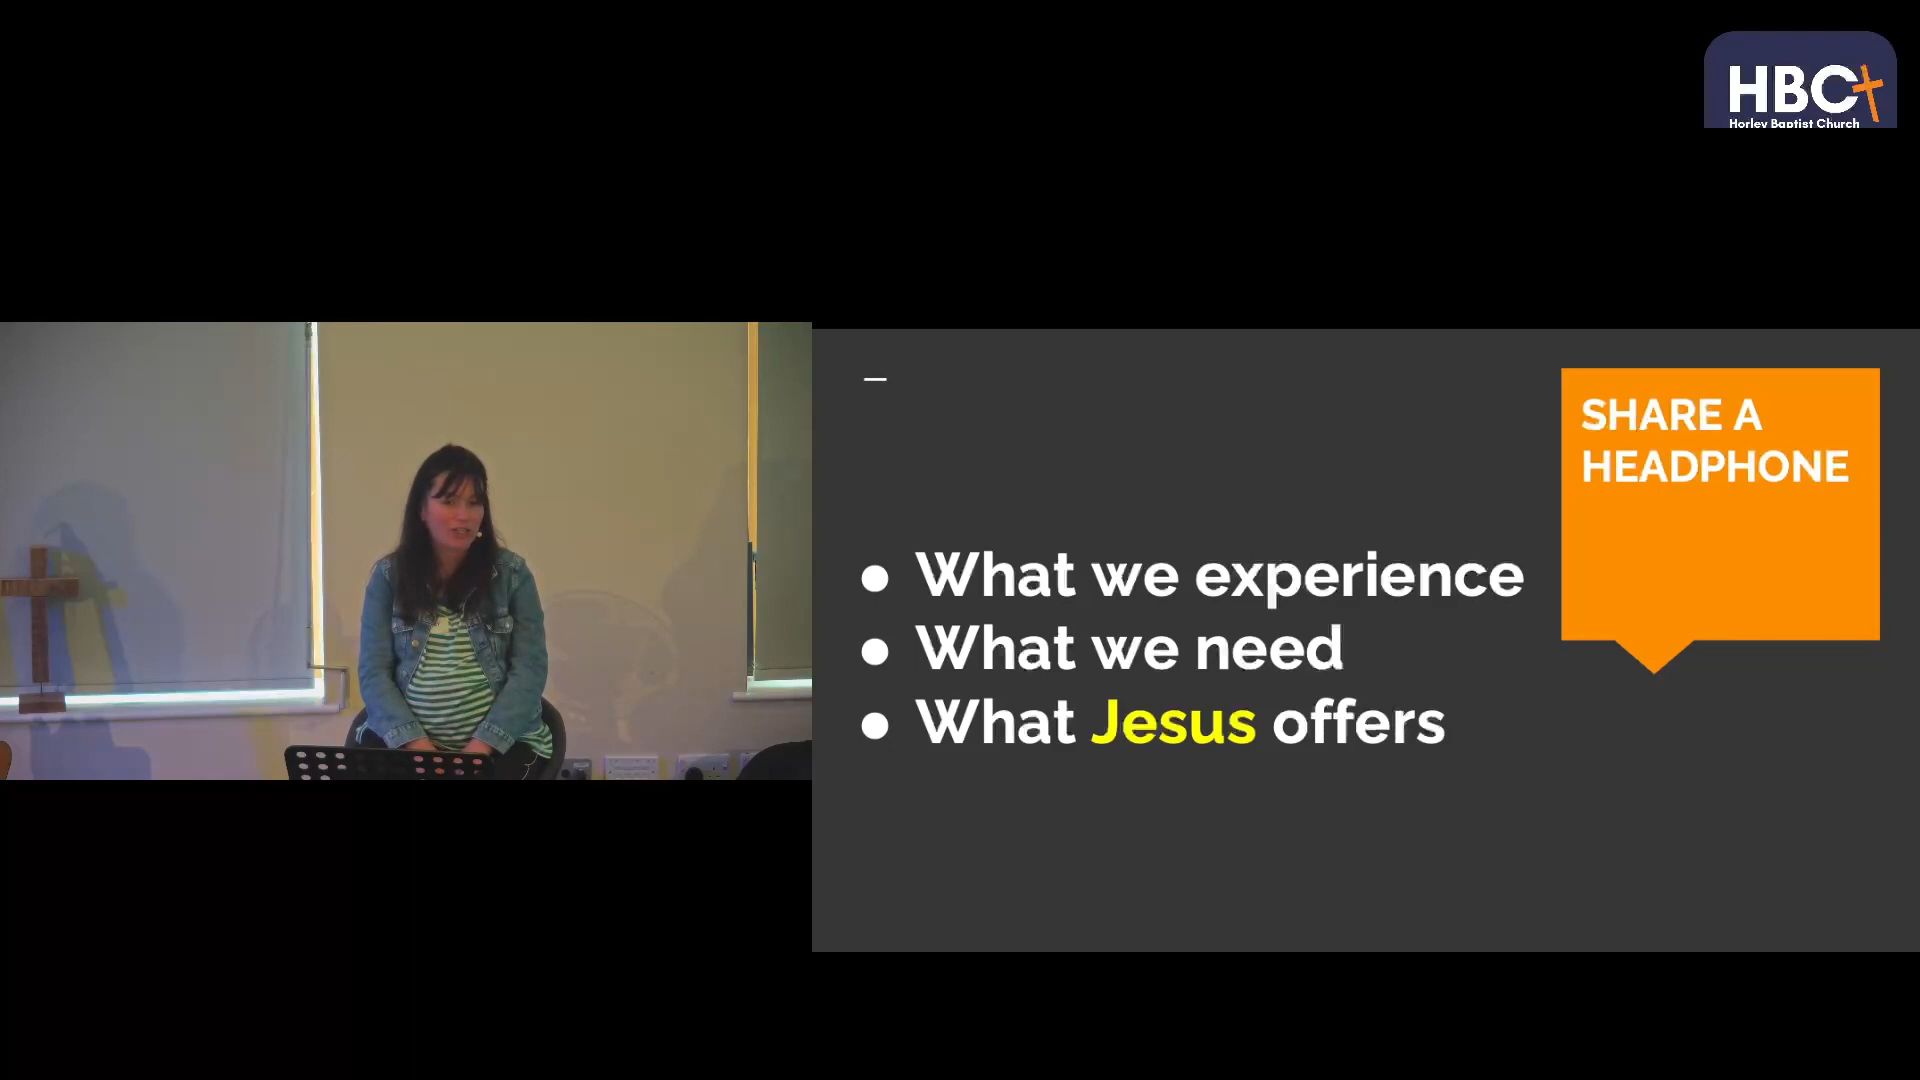 HBC
Horley Baptist Church
SHARE A
HEADPHONE
● What we experience
● What we need
● What Jesus offers